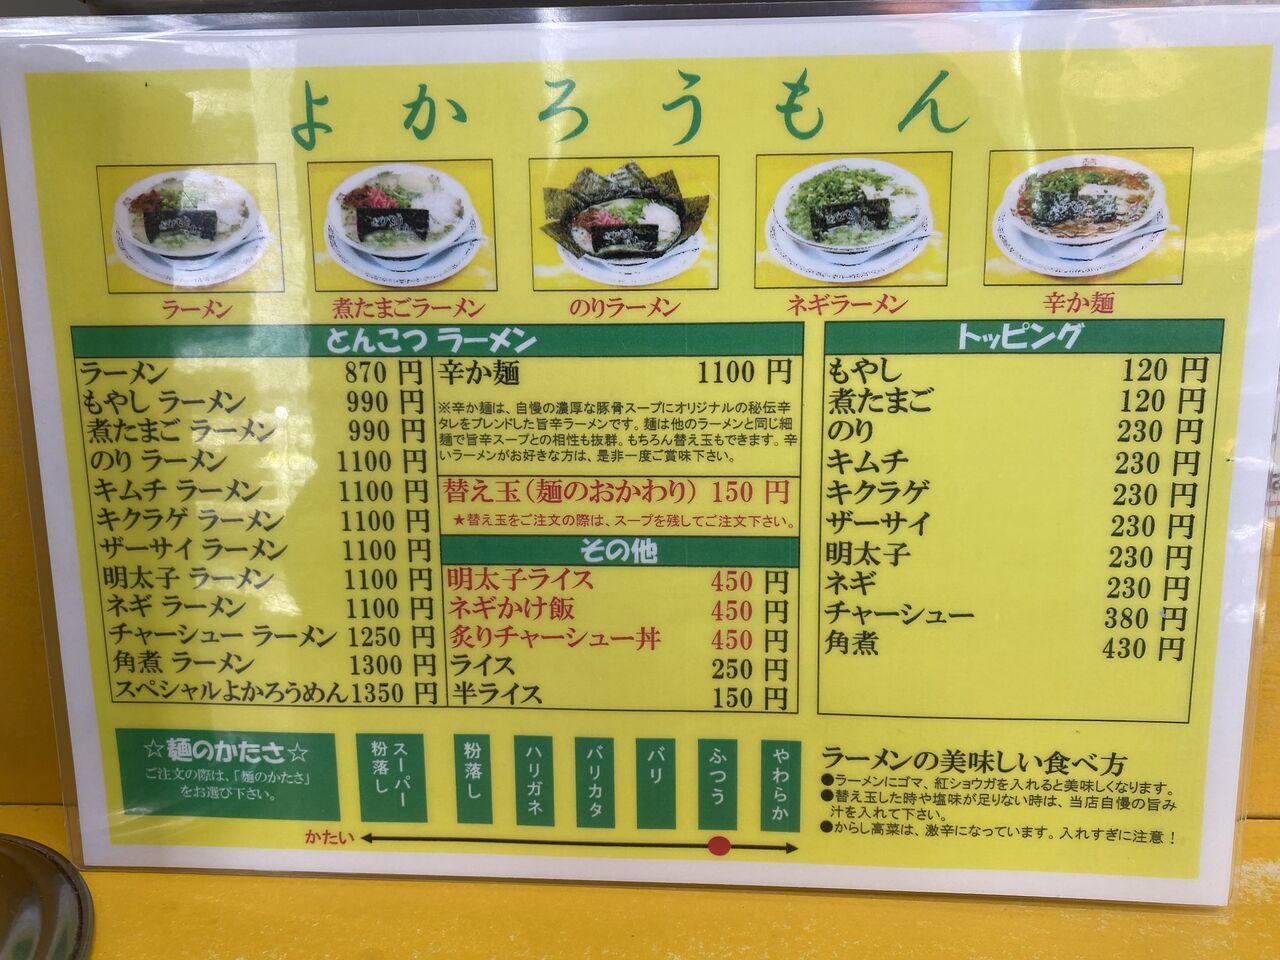 よかろうもん
ラーメン
煮たまごラーメン
のりラーメン
ネギラーメン
辛か麺
とんこつ ラーメン
ラーメン 870 円
もやし ラーメン 990 円
煮たまご ラーメン 990 円
のり ラーメン 1100 円
キムチ ラーメン 1100 円
キクラゲ ラーメン 1100 円
ザーサイ ラーメン 1100 円
明太子 ラーメン 1100 円
ネギ ラーメン 1100 円
チャーシュー ラーメン 1250 円
角煮 ラーメン 1300 円
スペシャルよかろうめん 1350 円
辛か麺 1100 円
※辛か麺は、自慢の濃厚な豚骨スープにオリジナルの秘伝辛
タレをブレンドした旨辛ラーメンです。麺は他のラーメンと同じ細
麺で旨辛スープとの相性も抜群。もちろん替え玉もできます。辛
いラーメンがお好きな方は、是非一度ご賞味下さい。
替え玉(麺のおかわり) 150 円
★替え玉をご注文の際は、スープを残してご注文下さい。
その他
明太子ライス 450 円
ネギかけ飯 450 円
炙りチャーシュー丼 450 円
ライス 250 円
半ライス 150 円
トッピング
もやし 120 円
煮たまご 120 円
のり 230 円
キムチ 230 円
キクラゲ 230 円
ザーサイ 230 円
明太子 230 円
ネギ 230 円
チャーシュー 380 円
角煮 430 円
☆麺のかたさ☆
ご注文の際は、「麺のかたさ」
をお選び下さい。
スーパー
粉落し
粉落し
ハリガネ
バリカタ
バリ
ふつう
やわらか
かたい
ラーメンの美味しい食べ方
●ラーメンにゴマ、紅ショウガを入れると美味しくなります。
●替え玉した時や塩味が足りない時は、当店自慢の旨み
汁を入れて下さい。
●からし高菜は、激辛になっています。入れすぎに注意！